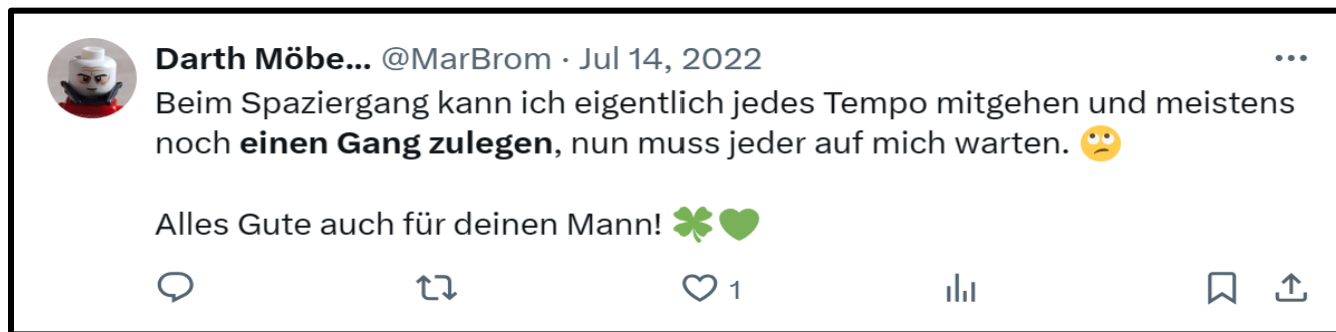 Darth Möbe... @MarBrom · Jul 14, 2022
Beim Spaziergang kann ich eigentlich jedes Tempo mitgehen und meistens
noch einen Gang zulegen, nun muss jeder auf mich warten. 🙄
Alles Gute auch für deinen Mann! 🍀💚
1